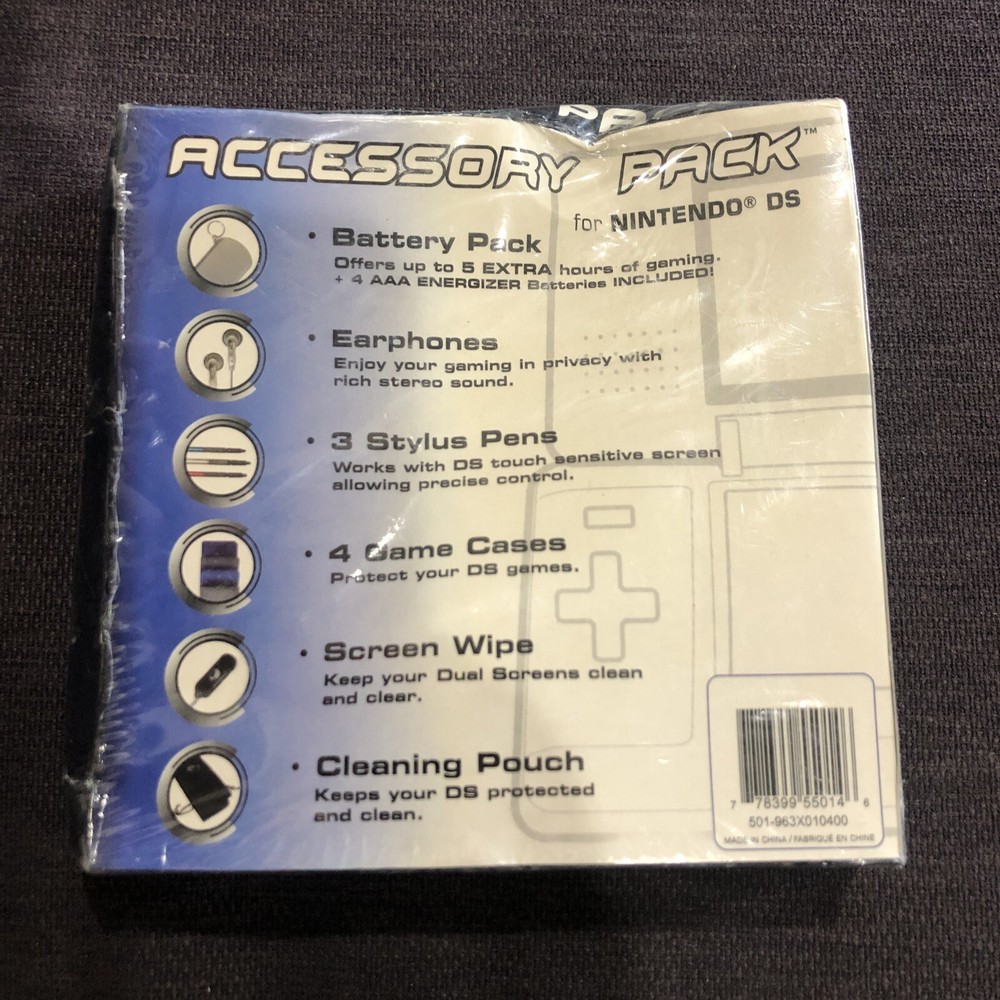 ACCESSORY PACK™
for NINTENDO® DS
• Battery Pack
Offers up to 5 EXTRA hours of gaming.
+ 4 AAA ENERGIZER Batteries INCLUDED!
• Earphones
Enjoy your gaming in privacy with
rich stereo sound.
• 3 Stylus Pens
Works with DS touch sensitive screen
allowing precise control.
• 4 Game Cases
Protect your DS games.
• Screen Wipe
Keep your Dual Screens clean
and clear.
• Cleaning Pouch
Keeps your DS protected
and clean.
7 78399 55014 6
501-963X010400
MADE IN CHINA / FABRIQUÉ EN CHINE